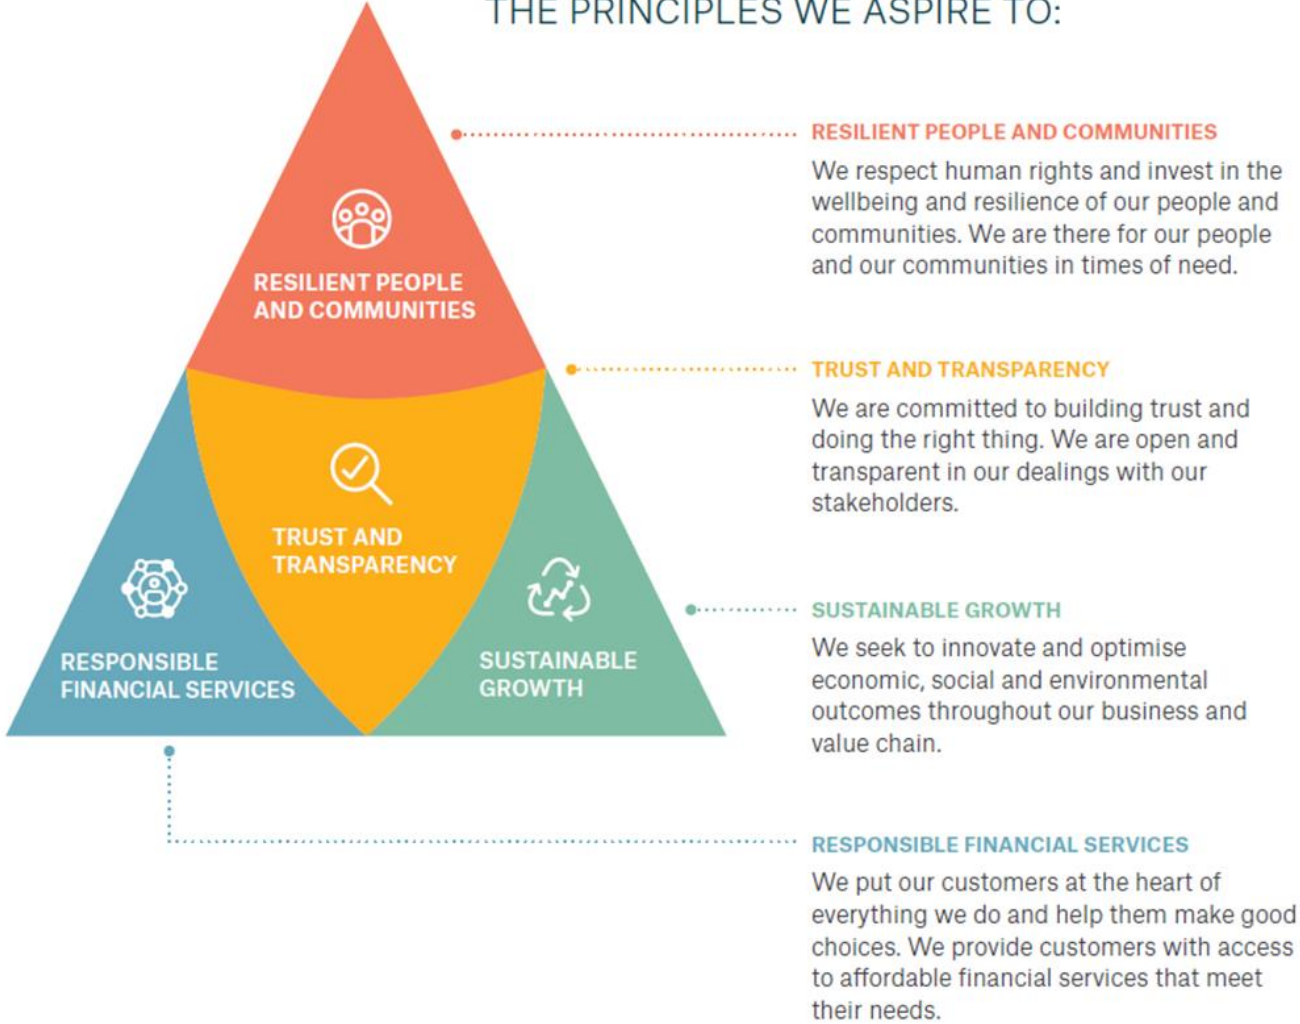 THE PRINCIPLES WE ASPIRE TO:
RESILIENT PEOPLE
AND COMMUNITIES
TRUST AND
TRANSPARENCY
RESPONSIBLE
FINANCIAL SERVICES
SUSTAINABLE
GROWTH
RESILIENT PEOPLE AND COMMUNITIES
We respect human rights and invest in the
wellbeing and resilience of our people and
communities. We are there for our people
and our communities in times of need.
TRUST AND TRANSPARENCY
We are committed to building trust and
doing the right thing. We are open and
transparent in our dealings with our
stakeholders.
SUSTAINABLE GROWTH
We seek to innovate and optimise
economic, social and environmental
outcomes throughout our business and
value chain.
RESPONSIBLE FINANCIAL SERVICES
We put our customers at the heart of
everything we do and help them make good
choices. We provide customers with access
to affordable financial services that meet
their needs.